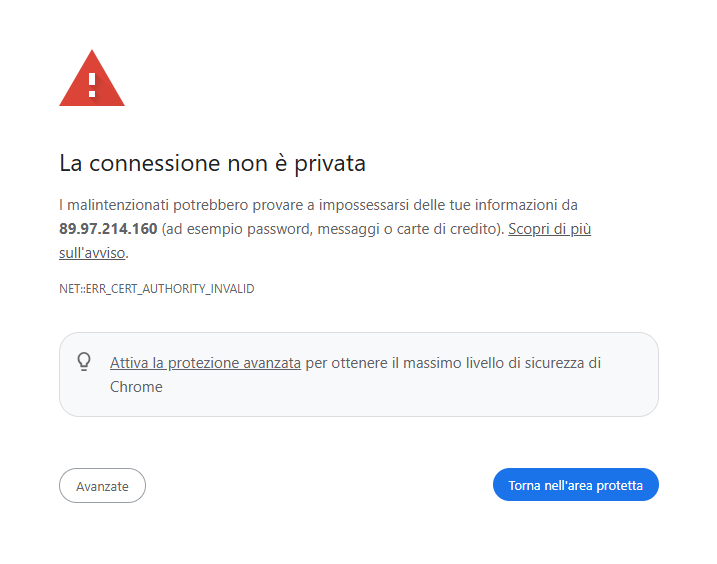 La connessione non è privata
I malintenzionati potrebbero provare a impossessarsi delle tue informazioni da
89.97.214.160 (ad esempio password, messaggi o carte di credito). Scopri di più
sull'avviso.
NET::ERR_CERT_AUTHORITY_INVALID
Attiva la protezione avanzata per ottenere il massimo livello di sicurezza di
Chrome
Avanzate
Torna nell'area protetta